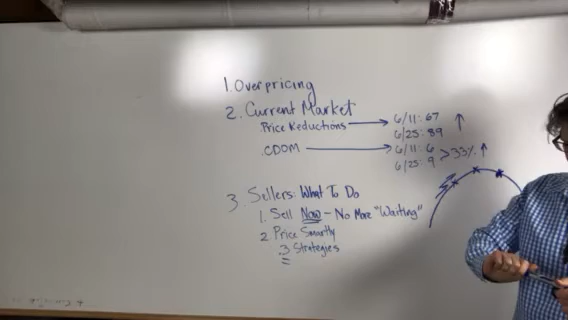 1. Overpricing
2. Current Market
. Price Reductions → 6/11: 67 ↑
6/25: 89
. CDOM → 6/11: 6 > 33% ↑
6/25: 9
3. Sellers: What To Do
1. Sell Now - No More "Waiting"
2. Price Smartly
3 Strategies